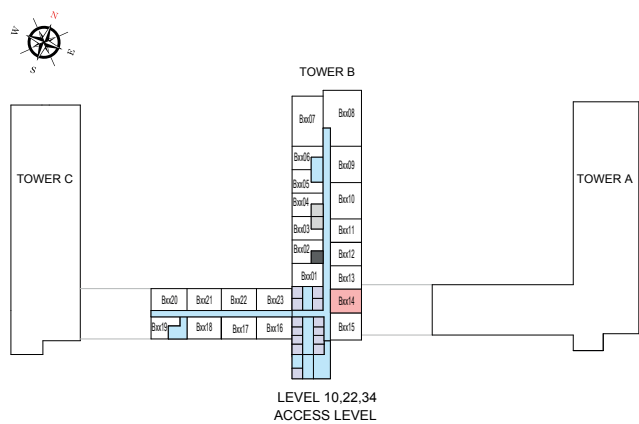 N
W
E
S
TOWER B
Bxx07
Bxx08
TOWER C
TOWER A
Bxx06
Bxx09
Bxx05
Bxx04
Bxx10
Bxx03
Bxx11
Bxx02
Bxx12
Bxx01
Bxx13
Bxx20 Bxx21 Bxx22 Bxx23
Bxx14
Bxx19 Bxx18 Bxx17 Bxx16
Bxx15
LEVEL 10,22,34
ACCESS LEVEL